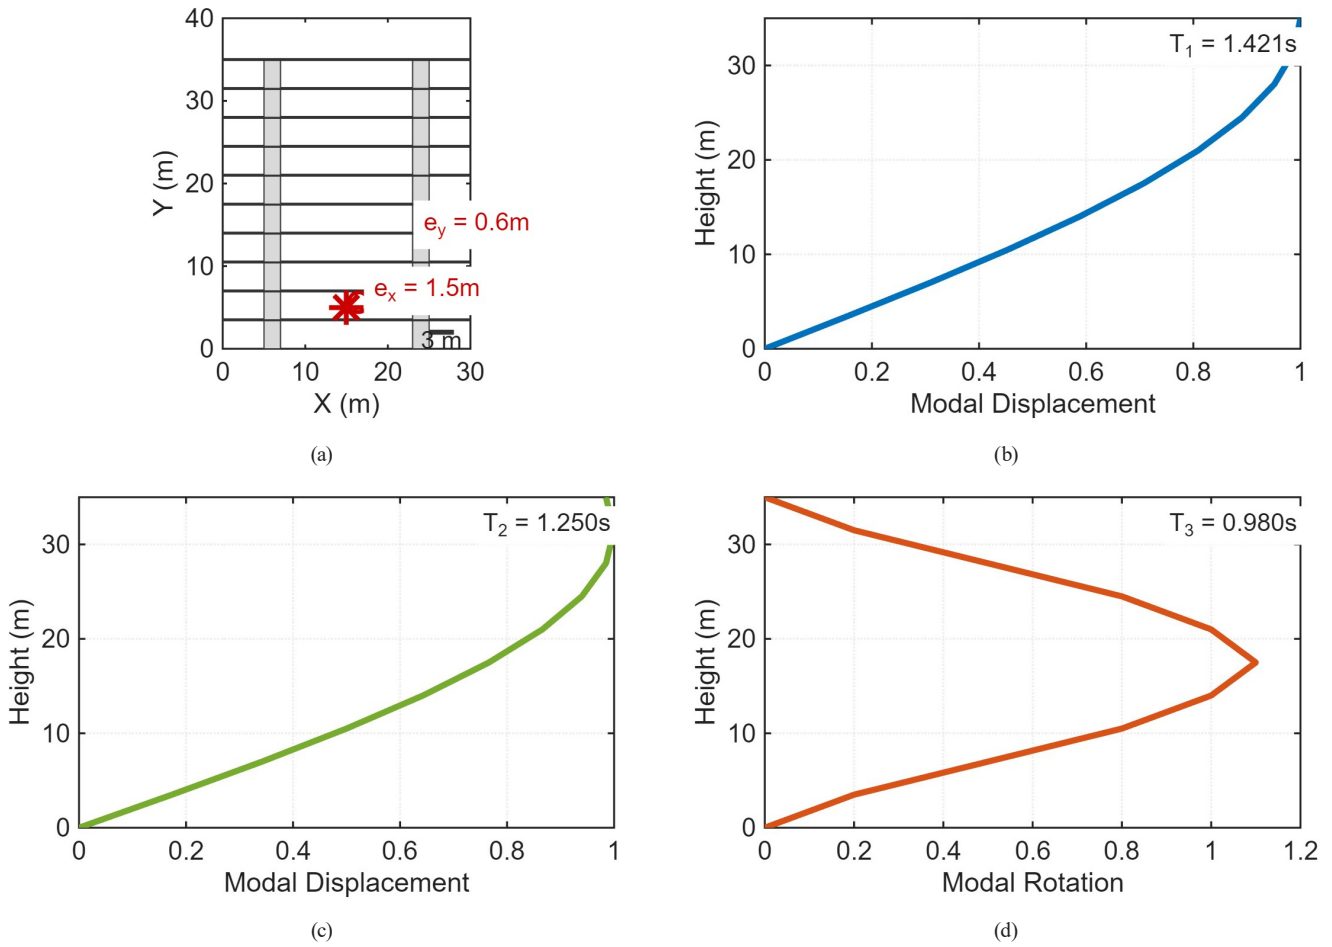 40
30
20
10
0
Y (m)
e_y = 0.6m
e_x = 1.5m
3 m
0 10 20 30
X (m)
(a)
T_1 = 1.421s
30
20
10
0
Height (m)
0 0.2 0.4 0.6 0.8 1
Modal Displacement
(b)
T_2 = 1.250s
30
20
10
0
Height (m)
0 0.2 0.4 0.6 0.8 1
Modal Displacement
(c)
T_3 = 0.980s
30
20
10
0
Height (m)
0 0.2 0.4 0.6 0.8 1 1.2
Modal Rotation
(d)